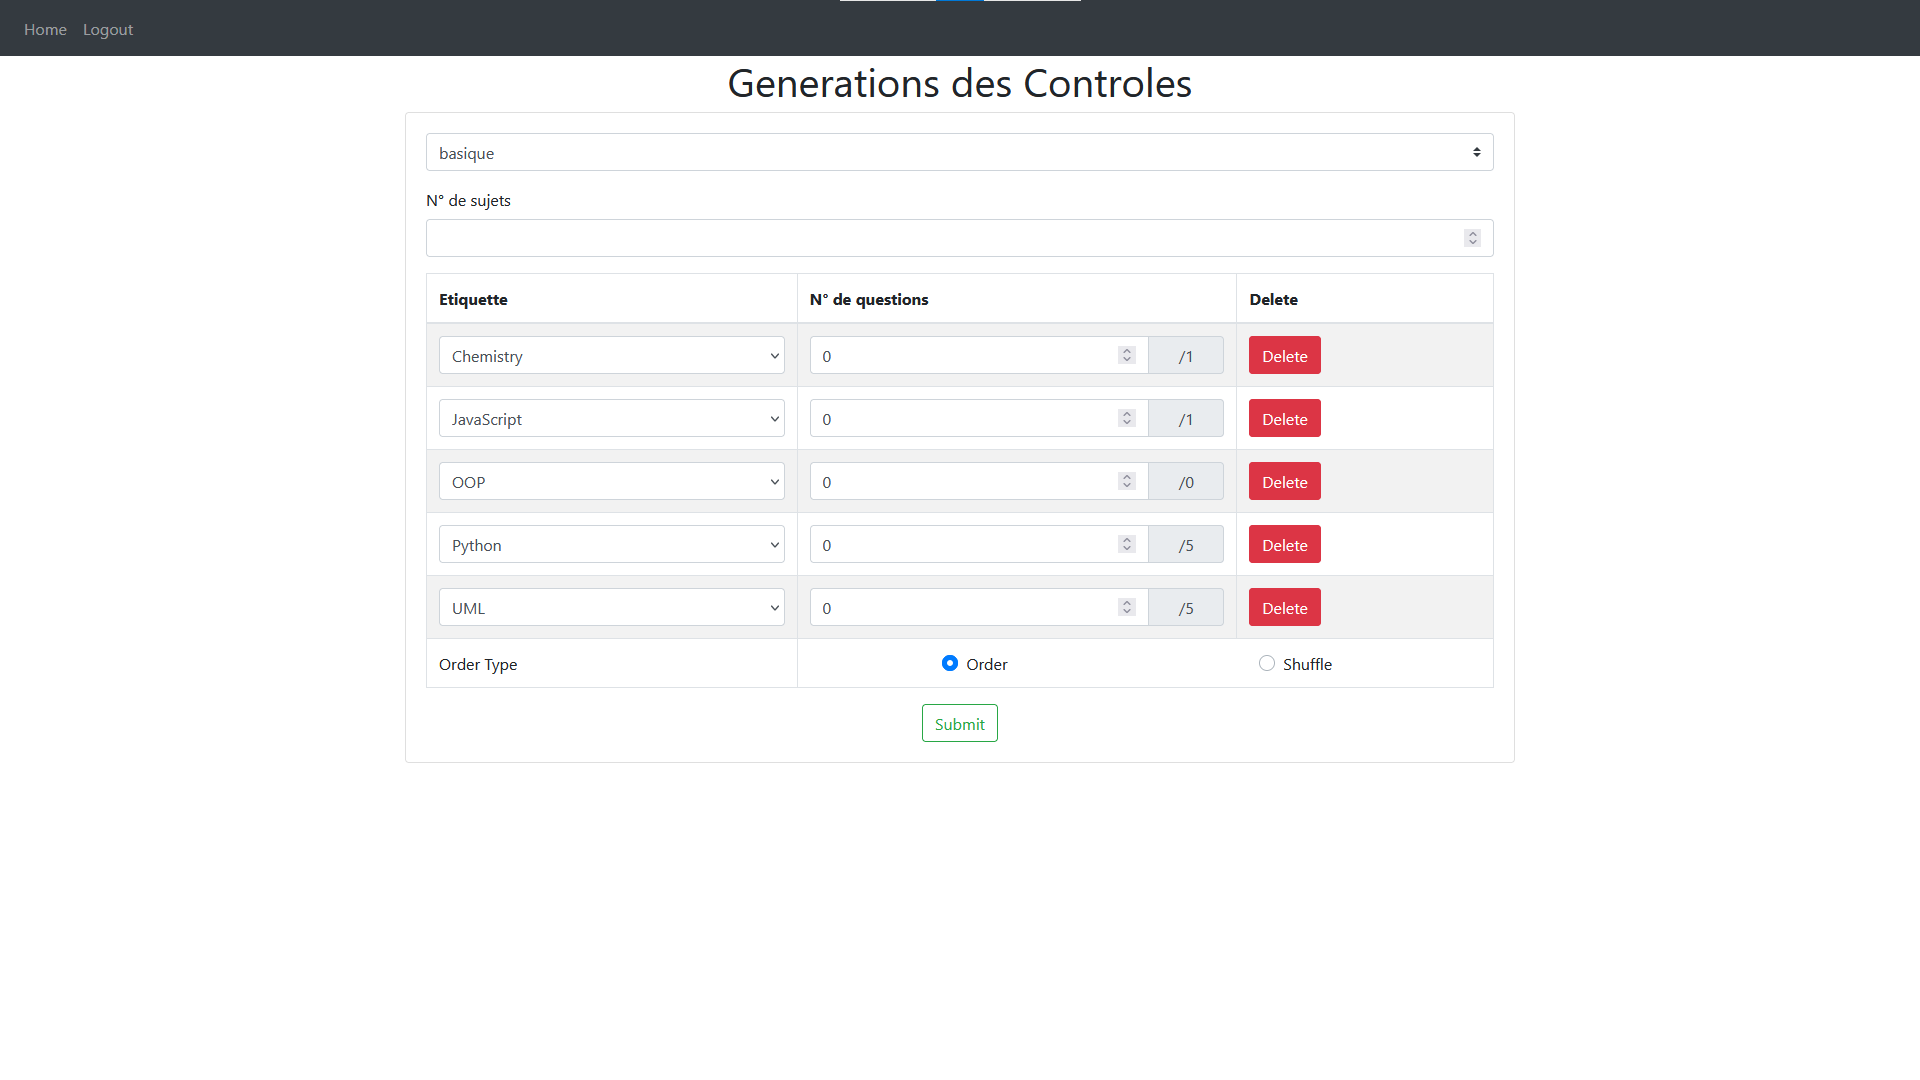 Home Logout
Generations des Controles
basique
N° de sujets
Etiquette N° de questions Delete
Chemistry 0 /1 Delete
JavaScript 0 /1 Delete
OOP 0 /0 Delete
Python 0 /5 Delete
UML 0 /5 Delete
Order Type Order Shuffle
Submit